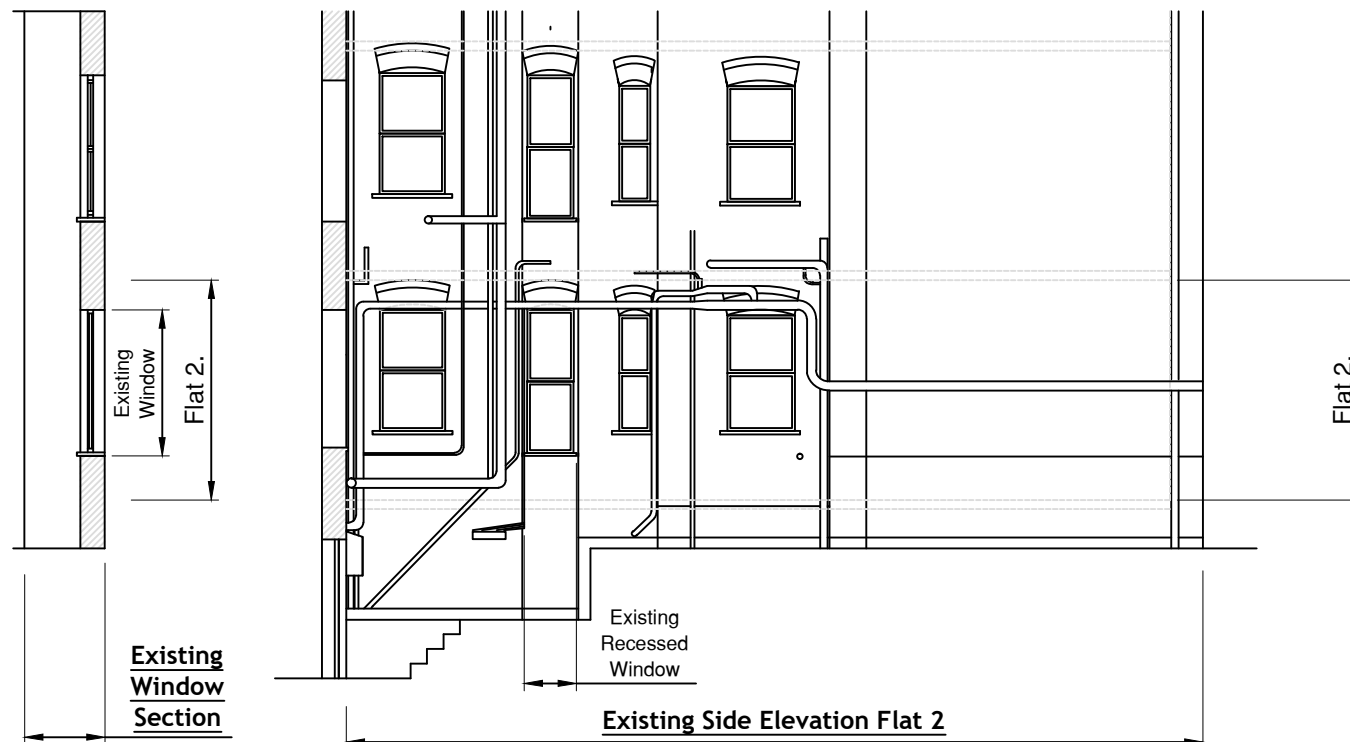 Existing
Window
Flat 2.
Flat 2.
Existing
Recessed
Window
Existing
Window
Section
Existing Side Elevation Flat 2